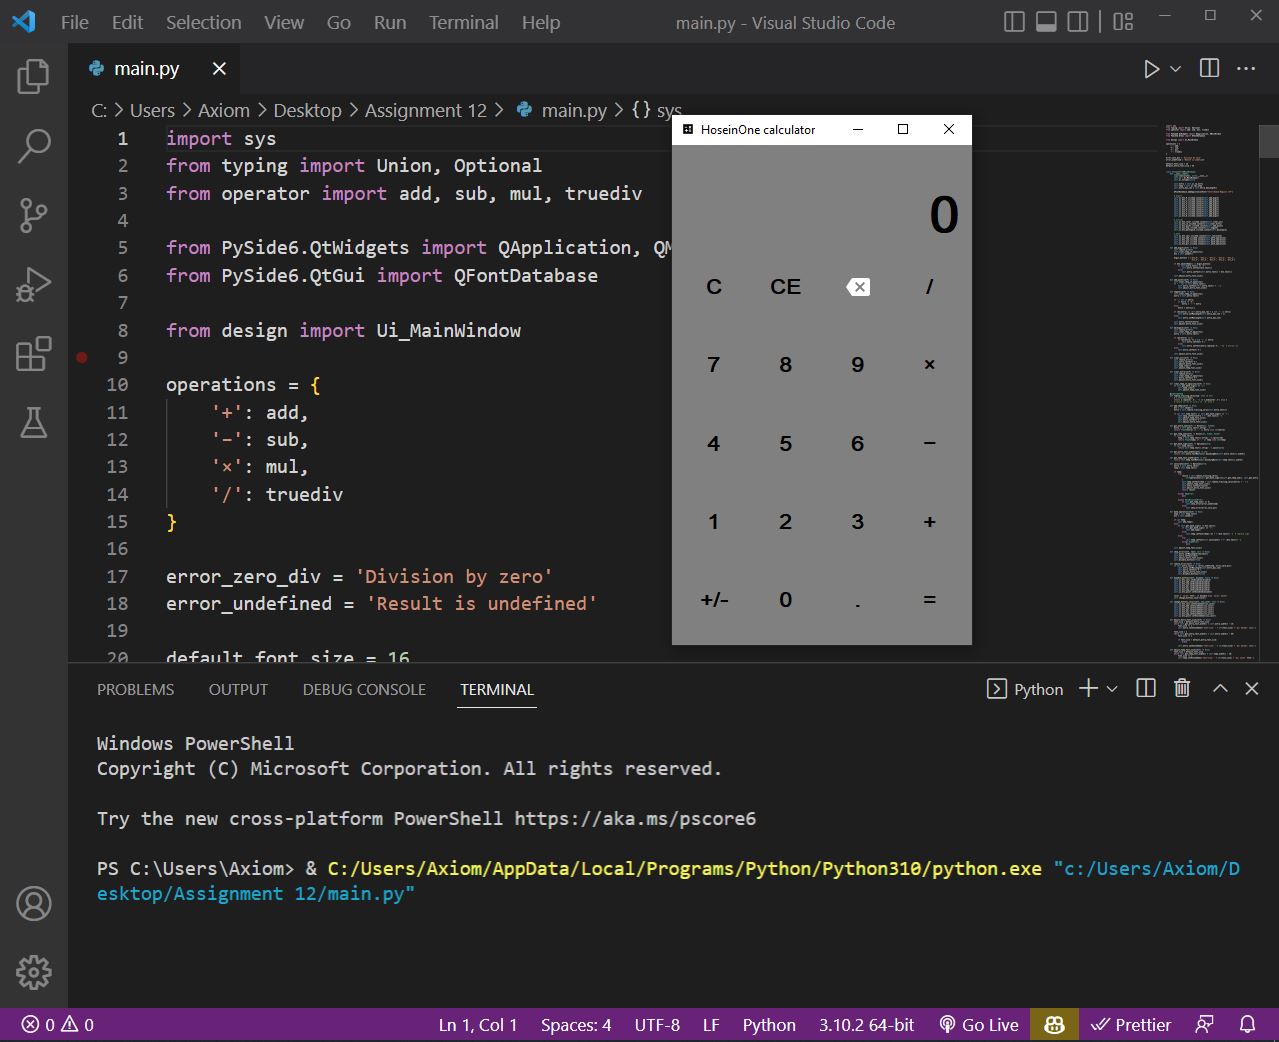 File Edit Selection View Go Run Terminal Help main.py - Visual Studio Code
main.py
C: > Users > Axiom > Desktop > Assignment 12 > main.py > {} sys
1 import sys
2 from typing import Union, Optional
3 from operator import add, sub, mul, truediv
4
5 from PySide6.QtWidgets import QApplication, QM
6 from PySide6.QtGui import QFontDatabase
7
8 from design import Ui_MainWindow
9
10 operations = {
11 '+': add,
12 '−': sub,
13 '×': mul,
14 '/': truediv
15 }
16
17 error_zero_div = 'Division by zero'
18 error_undefined = 'Result is undefined'
19
20 default_font_size = 16
HoseinOne calculator
0
C CE /
7 8 9 ×
4 5 6 −
1 2 3 +
+/− 0 . =
PROBLEMS OUTPUT DEBUG CONSOLE TERMINAL Python
Windows PowerShell
Copyright (C) Microsoft Corporation. All rights reserved.
Try the new cross-platform PowerShell https://aka.ms/pscore6
PS C:\Users\Axiom> & C:/Users/Axiom/AppData/Local/Programs/Python/Python310/python.exe "c:/Users/Axiom/D
esktop/Assignment 12/main.py"
0 0 Ln 1, Col 1 Spaces: 4 UTF-8 LF Python 3.10.2 64-bit Go Live Prettier